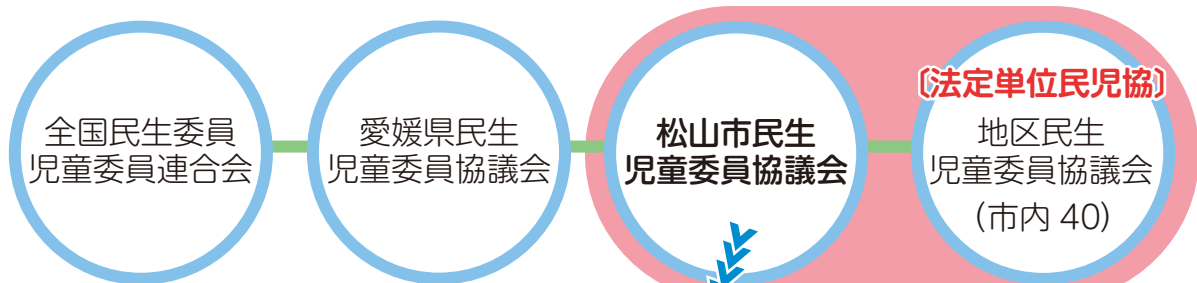 全国民生委員
児童委員連合会
愛媛県民生
児童委員協議会
松山市民生
児童委員協議会
〔法定単位民児協〕
地区民生
児童委員協議会
(市内 40)